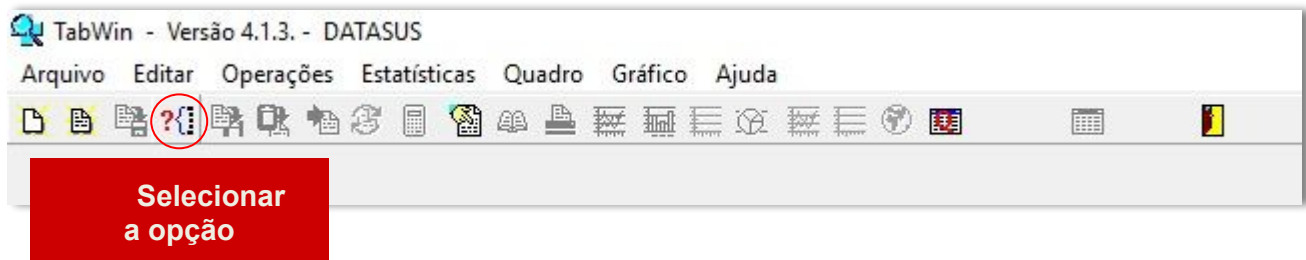 TabWin - Versão 4.1.3. - DATASUS
Arquivo Editar Operações Estatísticas Quadro Gráfico Ajuda
?{
Selecionar
a opção